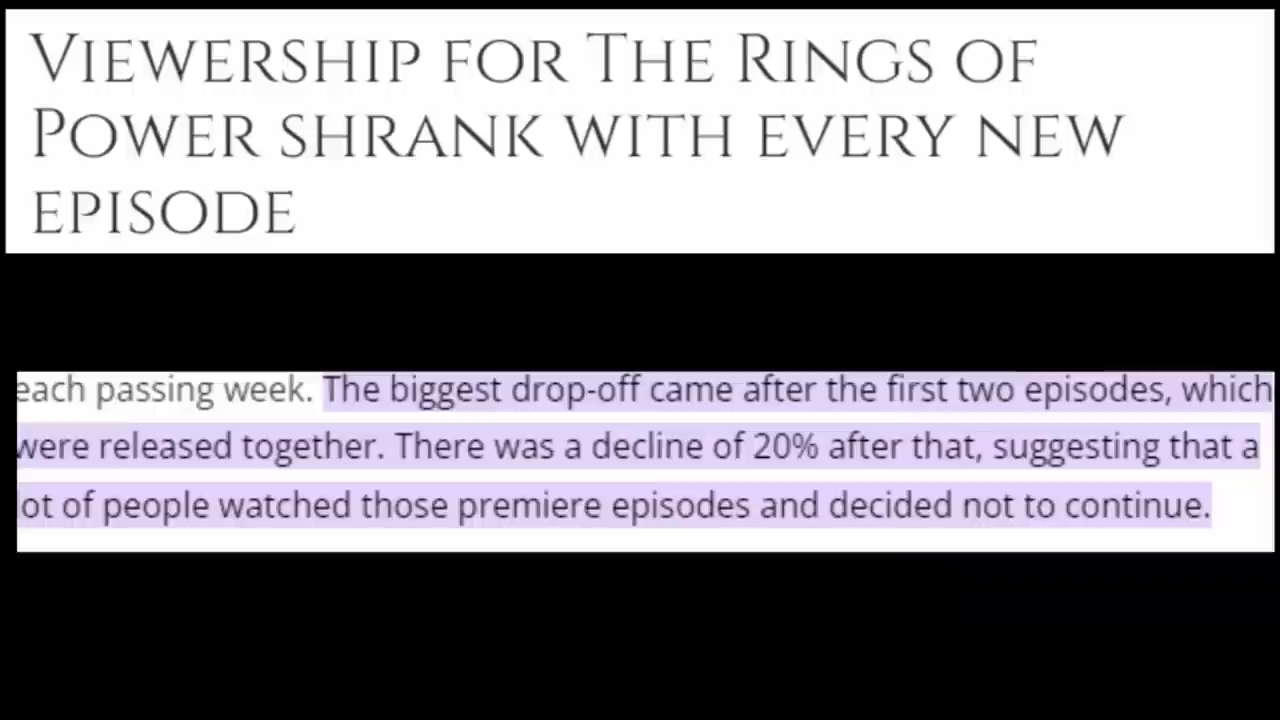 VIEWERSHIP FOR THE RINGS OF
POWER SHRANK WITH EVERY NEW
EPISODE
each passing week. The biggest drop-off came after the first two episodes, which
were released together. There was a decline of 20% after that, suggesting that a
lot of people watched those premiere episodes and decided not to continue.